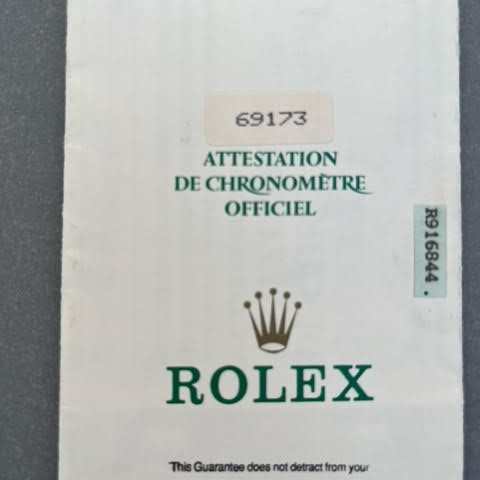 69173
ATTESTATION
DE CHRONOMÈTRE
OFFICIEL
R916844.
ROLEX
This Guarantee does not detract from your